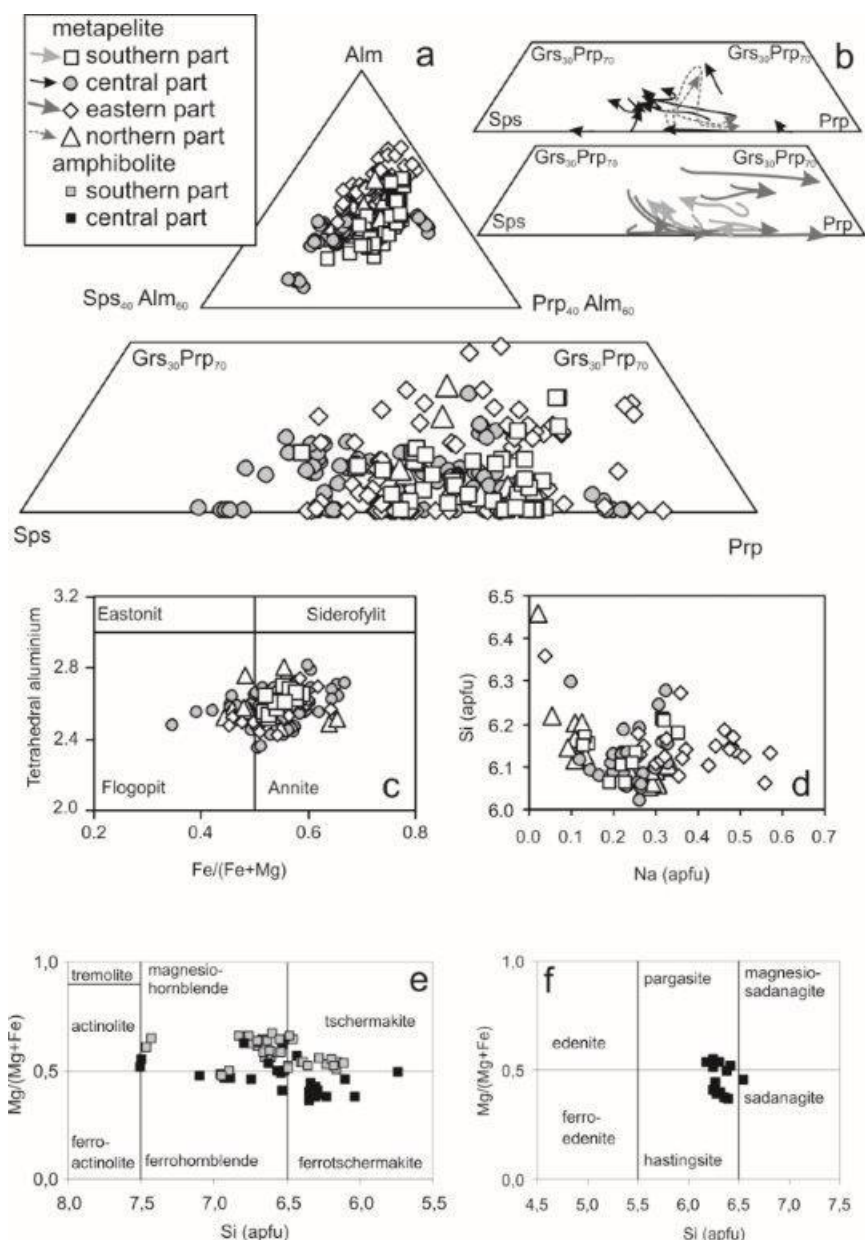 metapelite
southern part
central part
eastern part
northern part
amphibolite
southern part
central part
a
Alm
Sps₄₀ Alm₆₀
Prp₄₀ Alm₆₀
b
Grs₃₀Prp₇₀
Grs₃₀Prp₇₀
Sps
Prp
Grs₃₀Prp₇₀
Grs₃₀Prp₇₀
Sps
Prp
Grs₃₀Prp₇₀
Grs₃₀Prp₇₀
Sps
Prp
Tetrahedral aluminium
3.2
2.8
2.4
2.0
Eastonit
Siderofylit
Flogopit
Annite
c
0.2
0.4
0.6
0.8
Fe/(Fe+Mg)
Si (apfu)
6.5
6.4
6.3
6.2
6.1
6.0
d
0.0
0.1
0.2
0.3
0.4
0.5
0.6
0.7
Na (apfu)
Mg/(Mg+Fe)
1,0
0,5
0,0
tremolite
magnesio-
hornblende
e
actinolite
tschermakite
ferro-
actinolite
ferrohornblende
ferrotschermakite
8,0
7,5
7,0
6,5
6,0
5,5
Si (apfu)
Mg/(Mg+Fe)
1,0
0,5
0,0
f
pargasite
magnesio-
sadanagite
edenite
ferro-
edenite
sadanagite
hastingsite
4,5
5,0
5,5
6,0
6,5
7,0
7,5
Si (apfu)